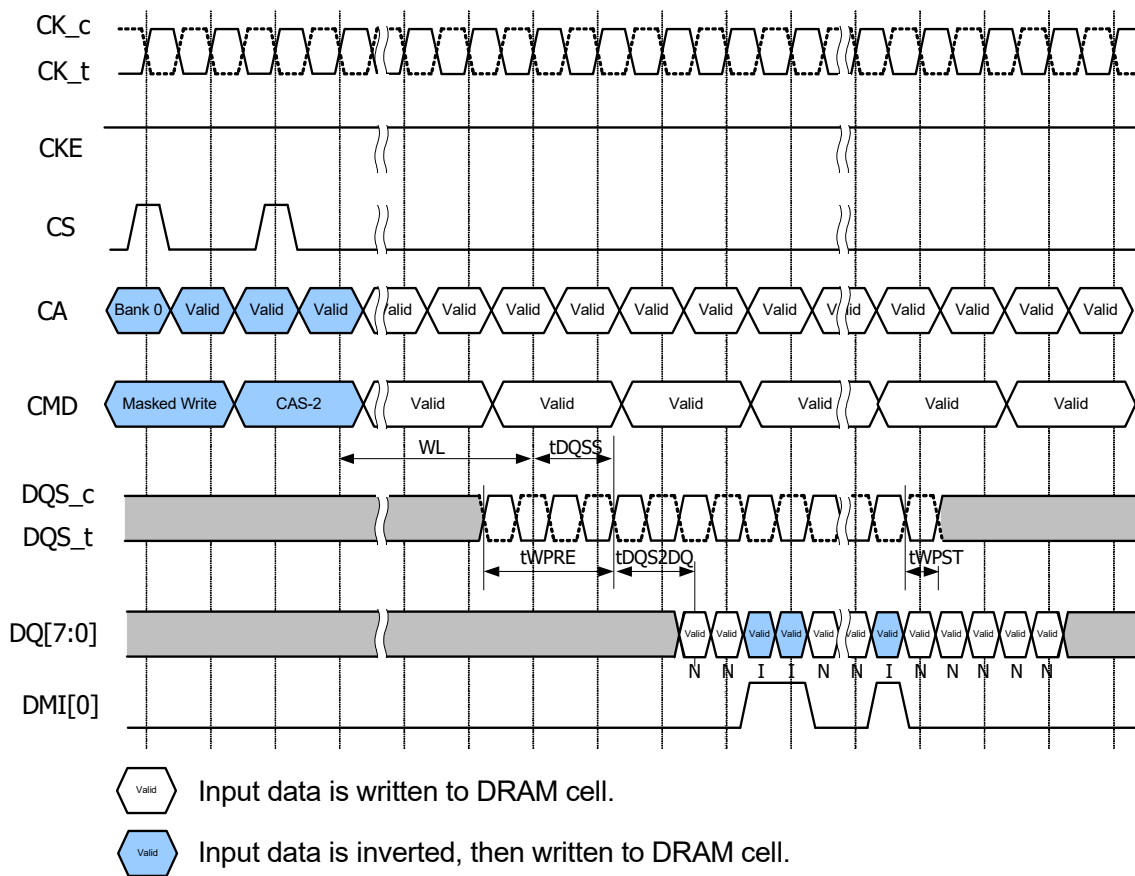 CK_c
CK_t
CKE
CS
CA Bank 0 Valid Valid Valid alid Valid Valid Valid Valid Valid Valid Valid Valid Valid Valid Valid
CMD Masked Write CAS-2 Valid Valid Valid Valid Valid Valid
WL tDQSS
DQS_c
DQS_t
tWPRE tDQS2DQ tWPST
DQ[7:0] Valid Valid Valid Valid Valid Valid Valid Valid Valid Valid Valid Valid
N N I I N N I N N N N N
DMI[0]
Valid Input data is written to DRAM cell.
Valid Input data is inverted, then written to DRAM cell.